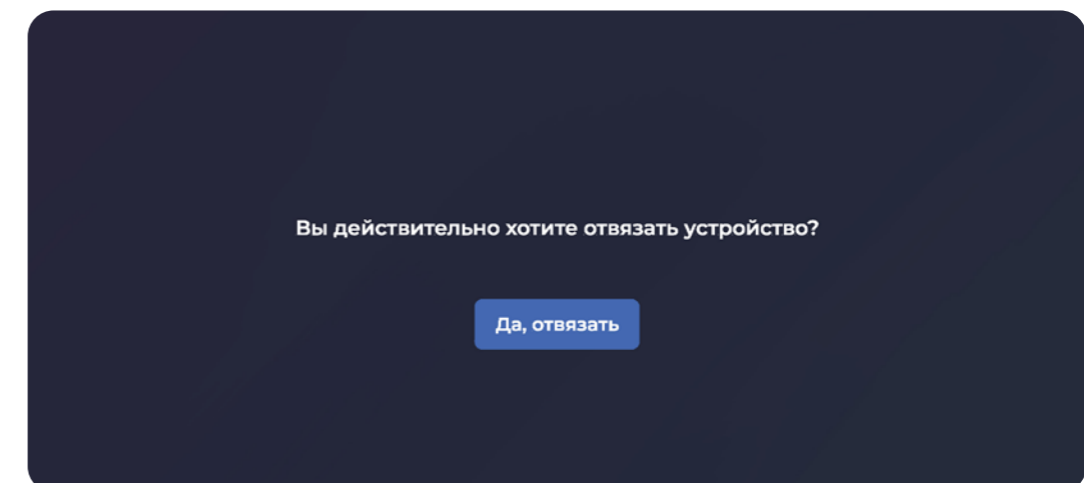 Вы действительно хотите отвязать устройство?
Да, отвязать